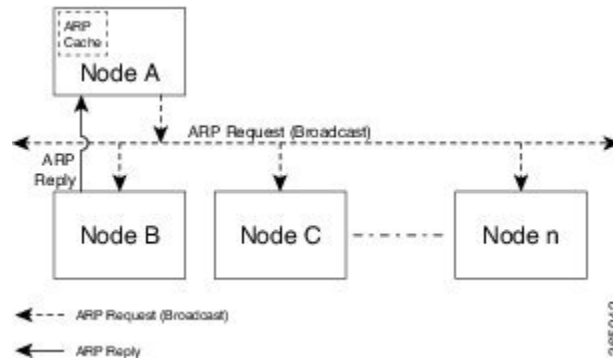 ARP
Cache
Node A
ARP Request (Broadcast)
ARP
Reply
Node B
Node C
Node n
ARP Request (Broadcast)
ARP Reply